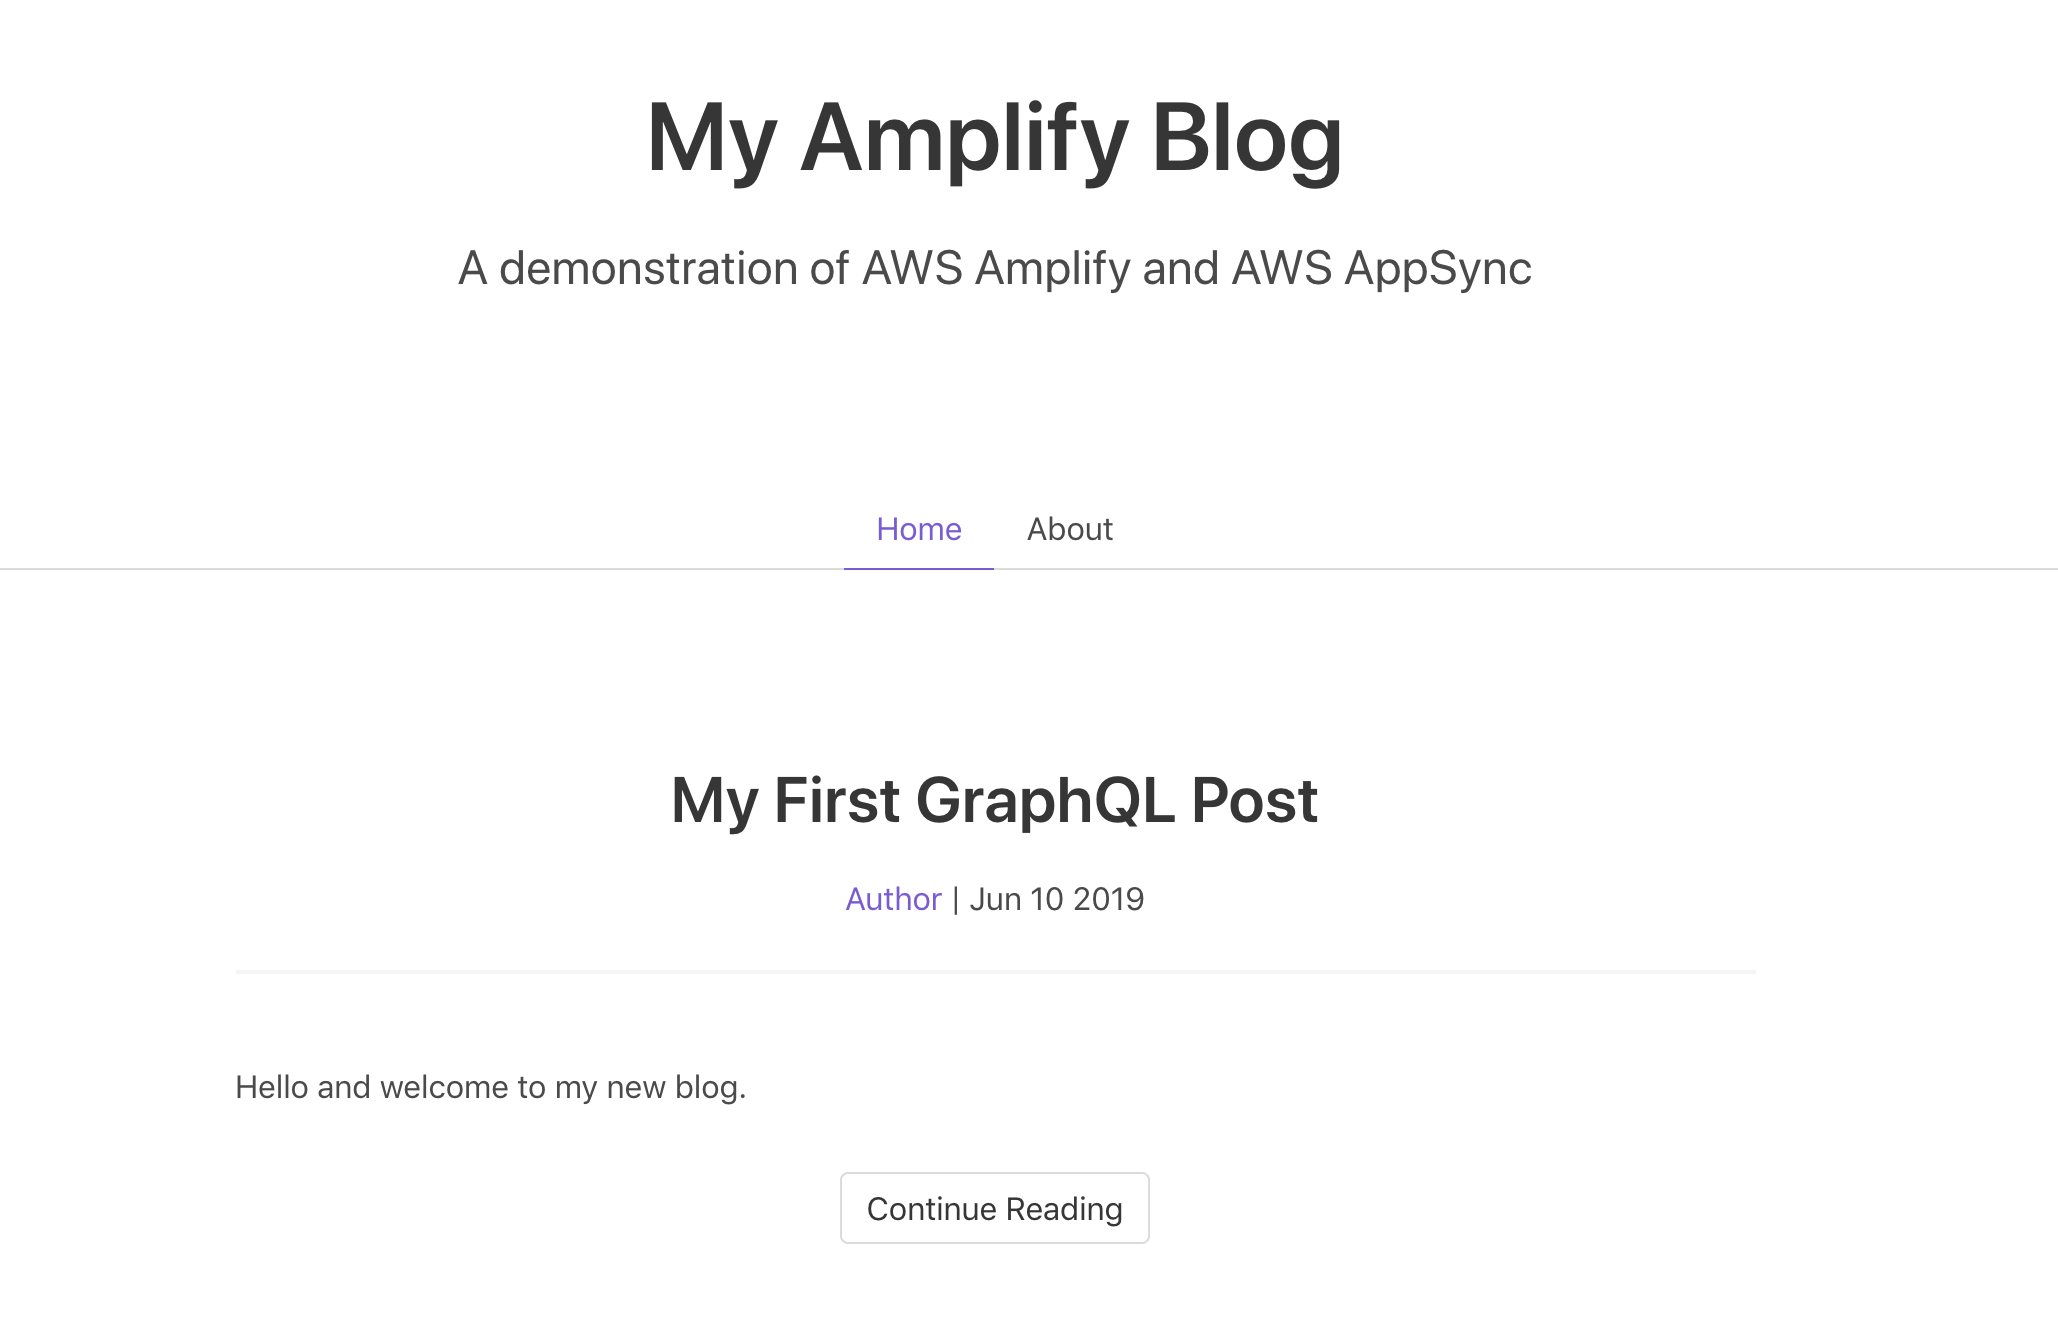 My Amplify Blog
A demonstration of AWS Amplify and AWS AppSync
Home About
My First GraphQL Post
Author | Jun 10 2019
Hello and welcome to my new blog.
Continue Reading